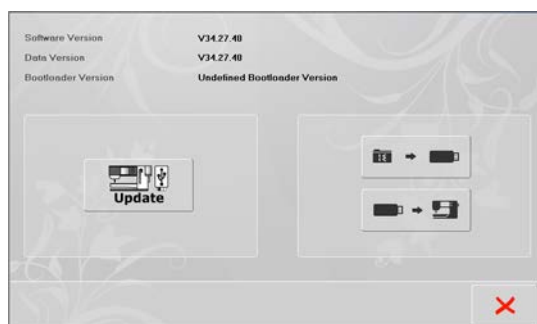 Software Version V34.27.40
Data Version V34.27.40
Bootloader Version Undefined Bootloader Version
Update